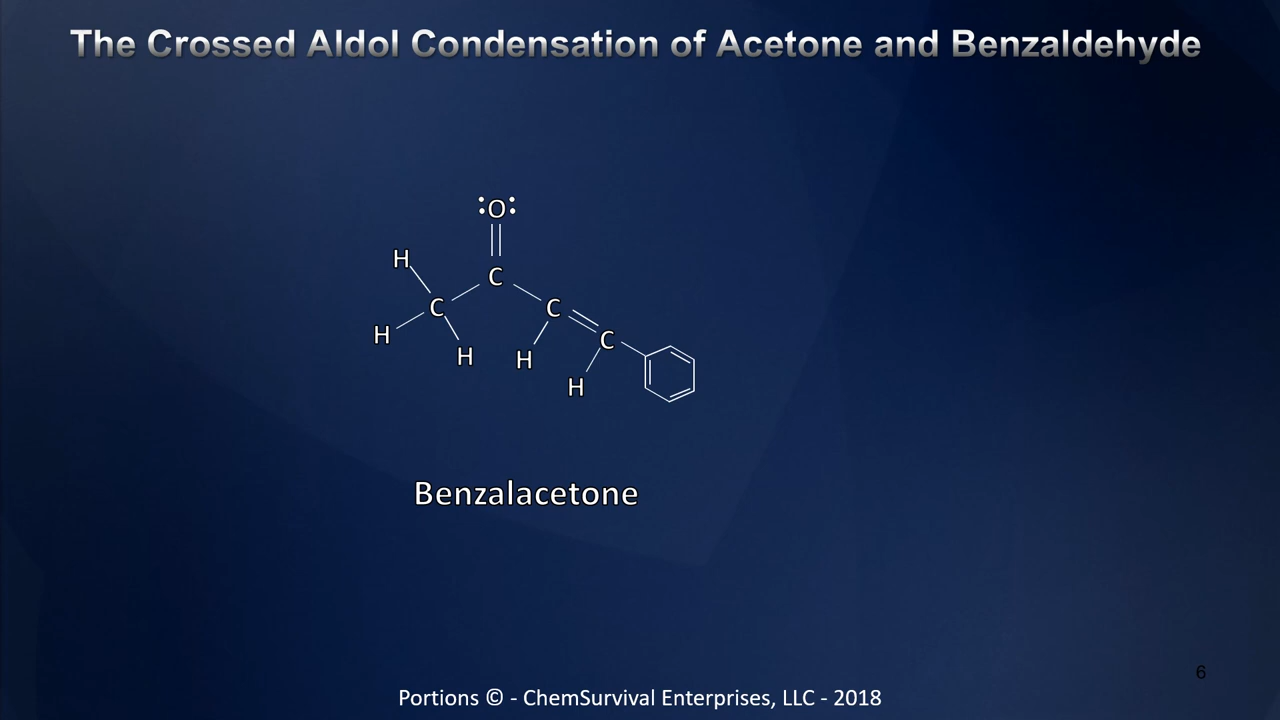 The Crossed Aldol Condensation of Acetone and Benzaldehyde
:O:
H
C
C
C
H
C
H
H
H
Benzalacetone
6
Portions © - ChemSurvival Enterprises, LLC - 2018